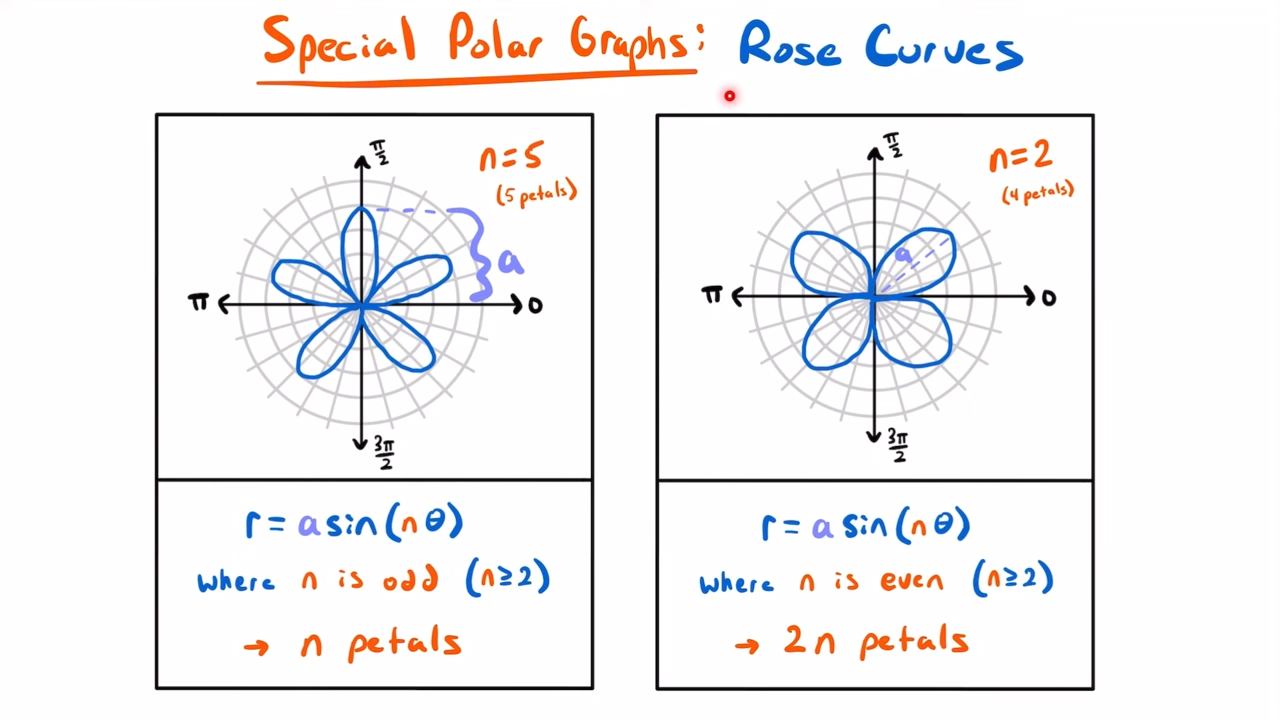 Special Polar Graphs: Rose Curves
π/2
n=5
(5 petals)
a
π
0
3π/2
r = a sin(nθ)
where n is odd (n≥2)
→ n petals
π/2
n=2
(4 petals)
a
π
0
3π/2
r = a sin(nθ)
where n is even (n≥2)
→ 2n petals